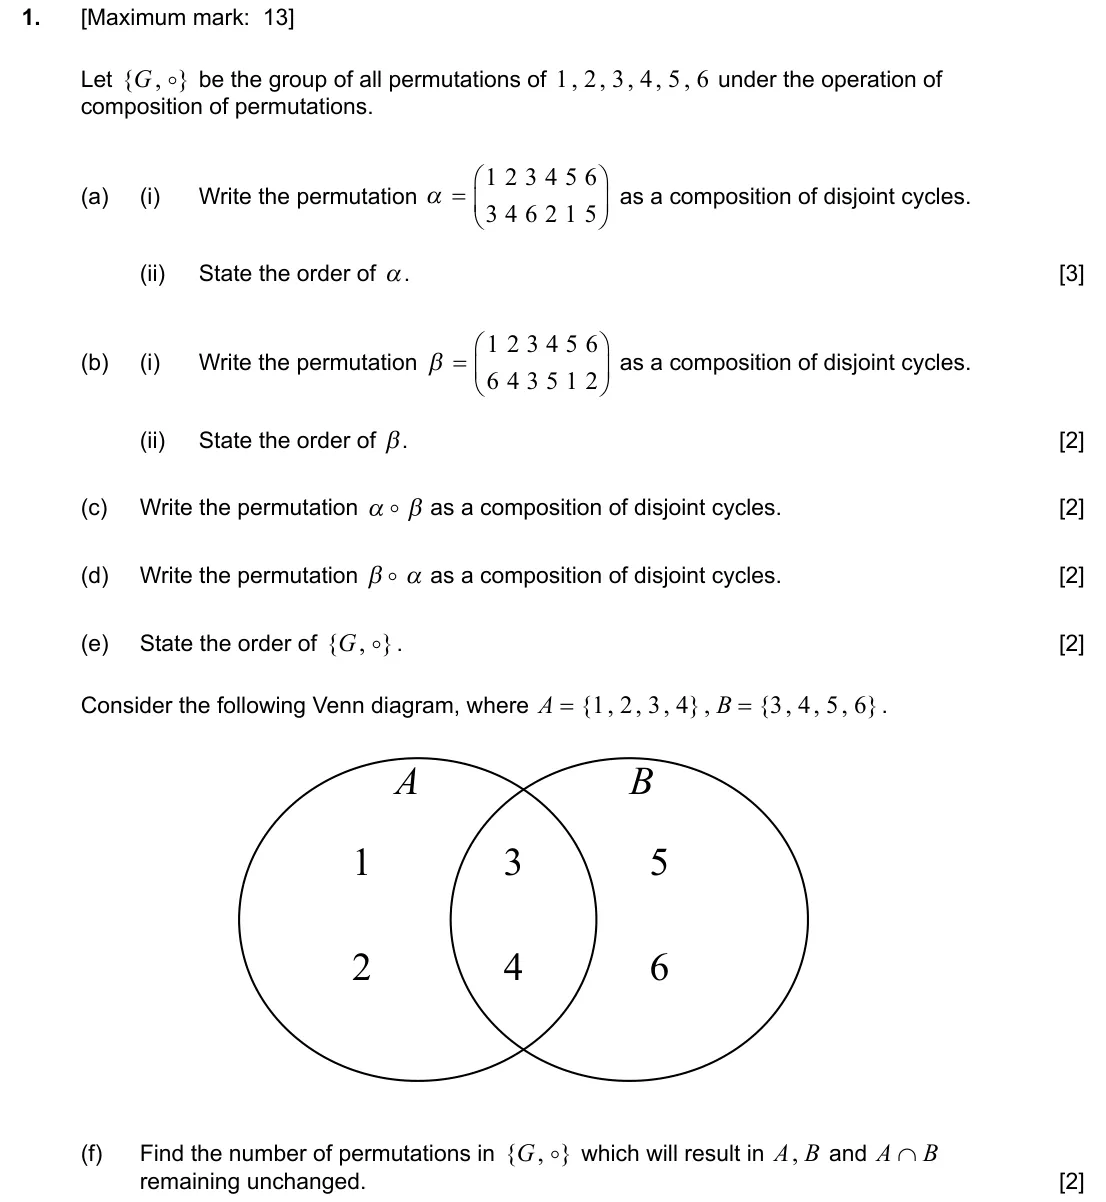 1. [Maximum mark: 13]
Let {G, ∘} be the group of all permutations of 1, 2, 3, 4, 5, 6 under the operation of
composition of permutations.
(a) (i) Write the permutation α = (1 2 3 4 5 6 / 3 4 6 2 1 5) as a composition of disjoint cycles.
(ii) State the order of α. [3]
(b) (i) Write the permutation β = (1 2 3 4 5 6 / 6 4 3 5 1 2) as a composition of disjoint cycles.
(ii) State the order of β. [2]
(c) Write the permutation α ∘ β as a composition of disjoint cycles. [2]
(d) Write the permutation β ∘ α as a composition of disjoint cycles. [2]
(e) State the order of {G, ∘}. [2]
Consider the following Venn diagram, where A = {1, 2, 3, 4}, B = {3, 4, 5, 6}.
A B
1 3 5
2 4 6
(f) Find the number of permutations in {G, ∘} which will result in A, B and A ∩ B
remaining unchanged. [2]